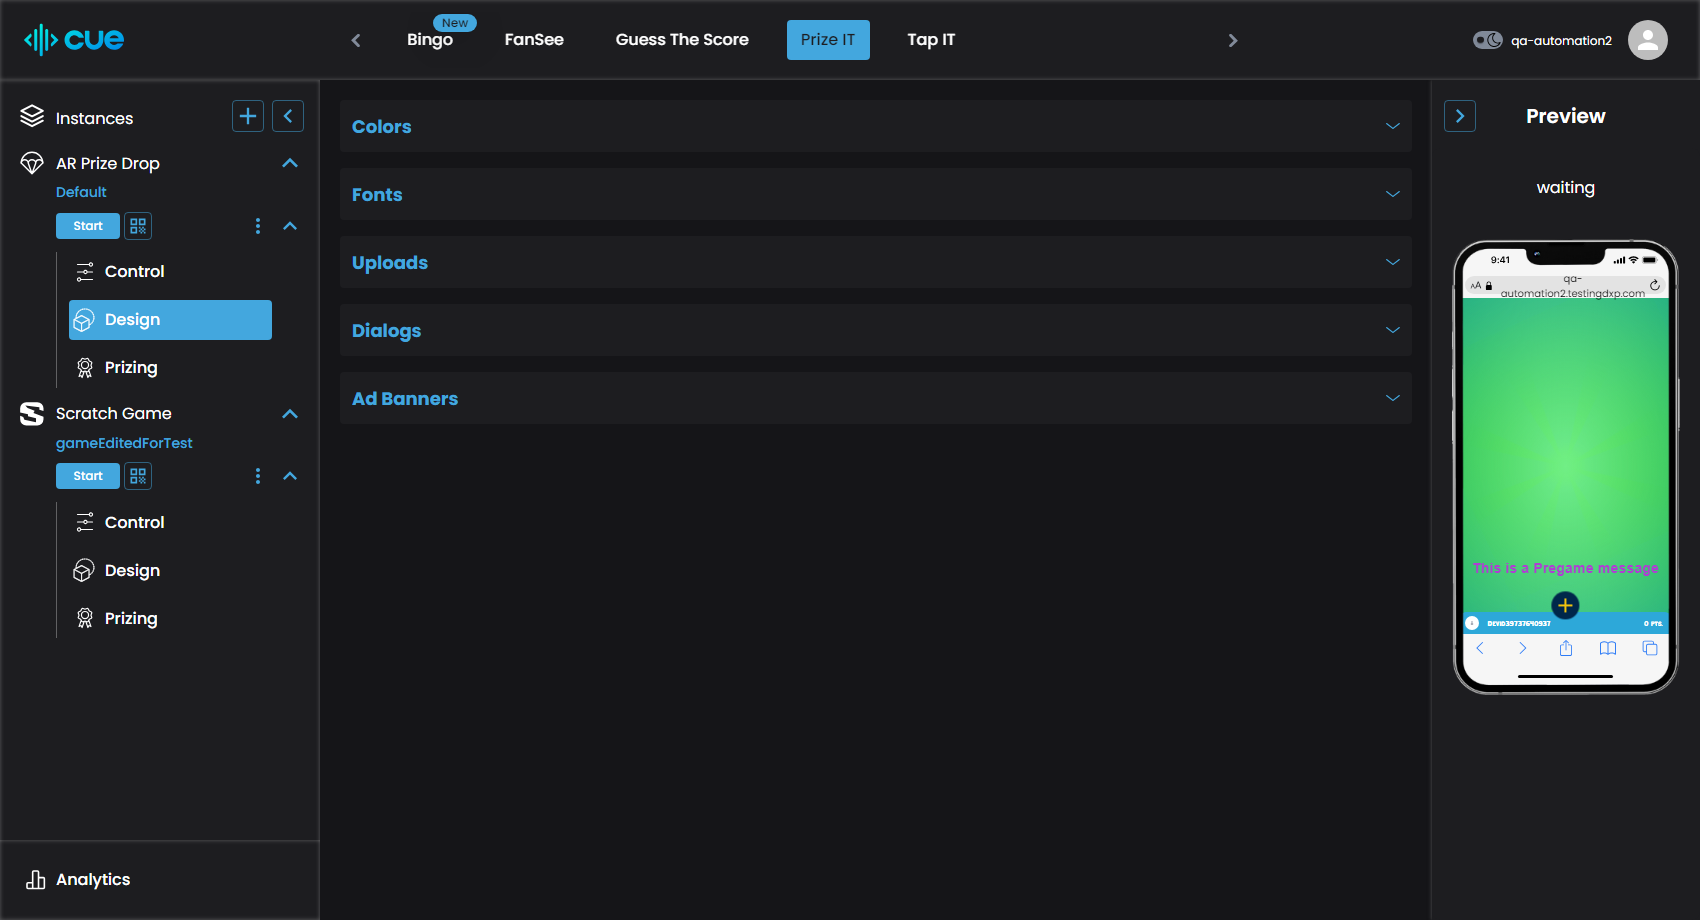 cue
Bingo
New
FanSee
Guess The Score
Prize IT
Tap IT
qa-automation2
Instances
AR Prize Drop
Default
Start
Control
Design
Prizing
Scratch Game
gameEditedForTest
Start
Control
Design
Prizing
Analytics
Colors
Fonts
Uploads
Dialogs
Ad Banners
Preview
waiting
9:41
AA
qa-
automation2.testingdxp.com
This is a Pregame message
DEVID39737690937
0 PTS.